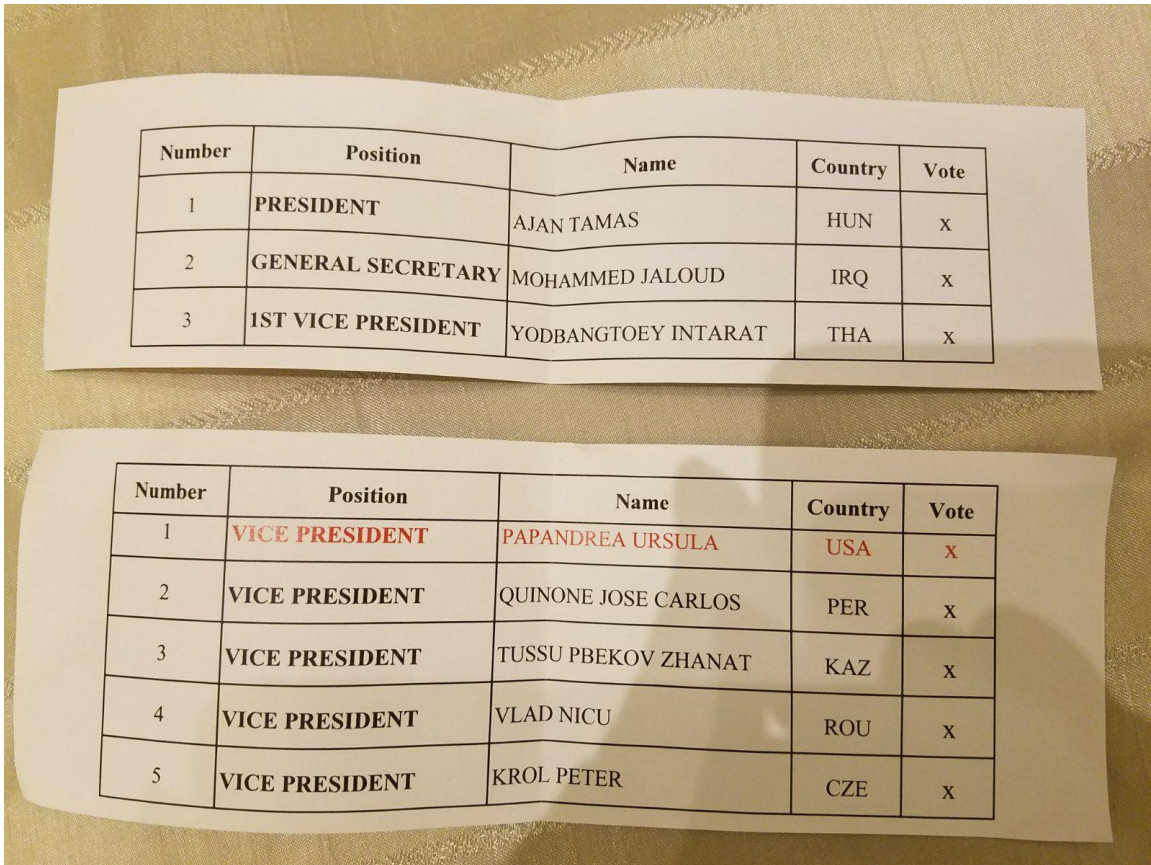 Number Position Name Country Vote
1 PRESIDENT AJAN TAMAS HUN X
2 GENERAL SECRETARY MOHAMMED JALOUD IRQ X
3 1ST VICE PRESIDENT YODBANGTOEY INTARAT THA X
Number Position Name Country Vote
1 VICE PRESIDENT PAPANDREA URSULA USA X
2 VICE PRESIDENT QUINONE JOSE CARLOS PER X
3 VICE PRESIDENT TUSSU PBEKOV ZHANAT KAZ X
4 VICE PRESIDENT VLAD NICU ROU X
5 VICE PRESIDENT KROL PETER CZE X